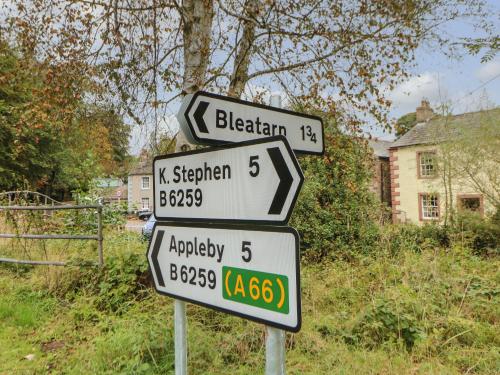 Bleatarn 1¾
K. Stephen 5
B6259
Appleby 5
B6259 (A66)